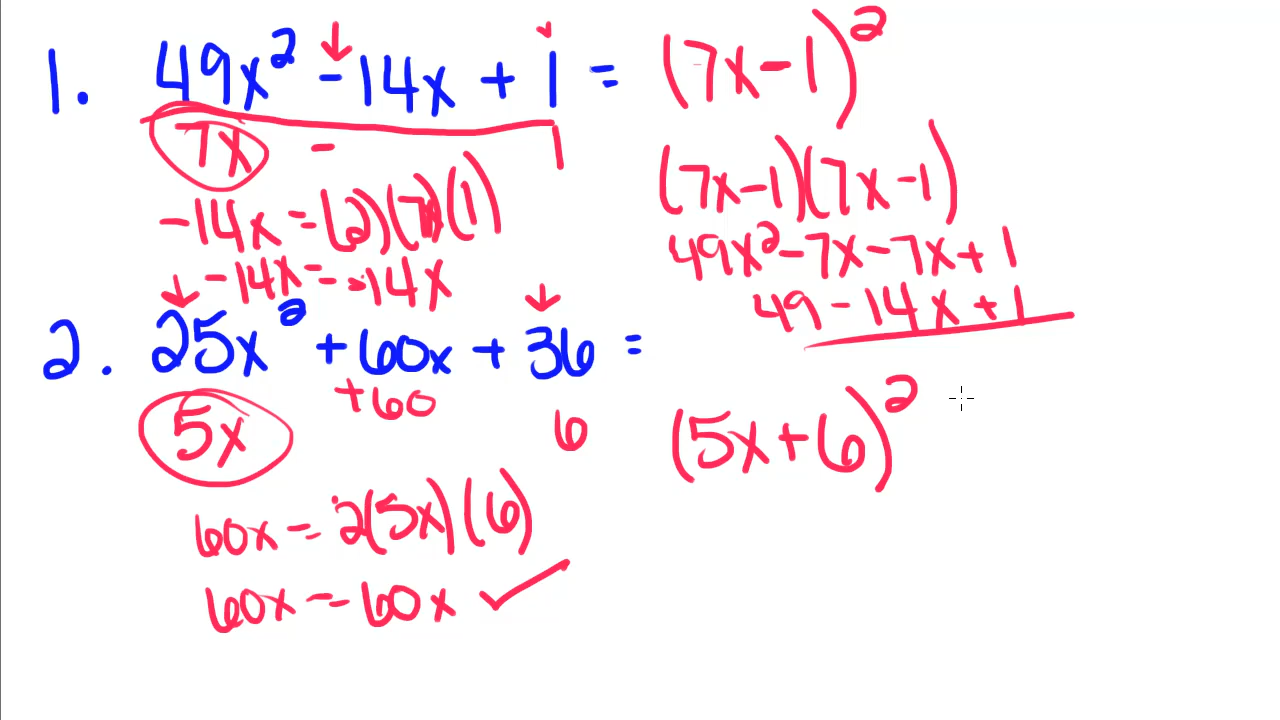 1. 49x² - 14x + 1 = (7x - 1)²
7x - 1
(7x - 1)(7x - 1)
-14x = (2)(7x)(1)
49x² - 7x - 7x + 1
-14x = -14x
49 - 14x + 1
2. 25x² + 60x + 36 =
+60
5x 6
(5x + 6)²
60x = 2(5x)(6)
60x = 60x ✓